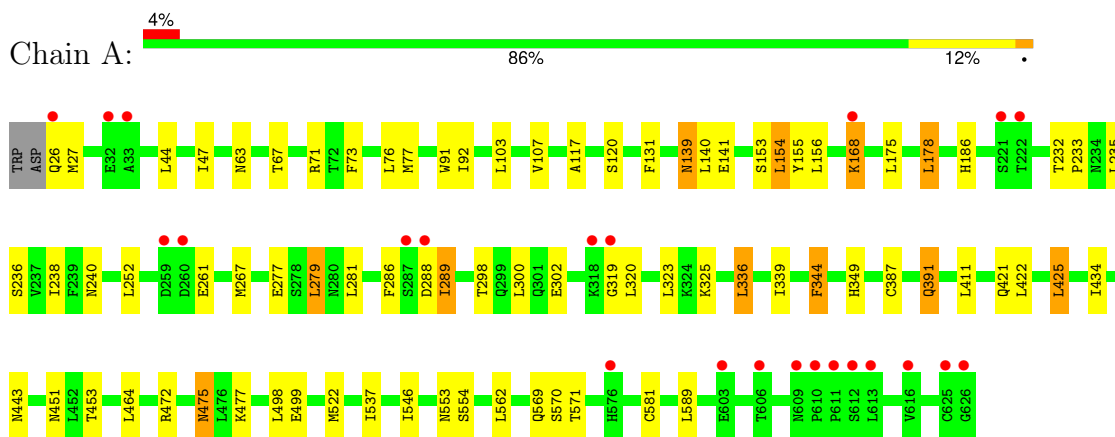 4%
Chain A:
86% 12% •
TRP ASP Q26 M27 E32 A33 L44 I47 N63 T67 R71 T72 F73 L76 M77 W91 I92 L103 V107 A117 S120 F131 N139 L140 E141 S153 L154 Y155 L156 K168 L175 L178 H186 S221 T222 T232 P233 N234 L235
S236 V237 I238 F239 N240 L252 D259 D260 E261 M267 E277 S278 L279 N280 L281 F286 S287 D288 I289 T298 Q299 L300 Q301 E302 K318 G319 L320 L323 K324 K325 L336 I339 F344 H349 C387 Q391 L411 Q421 L422 L425 I434
N443 N451 L452 T453 L464 R472 N475 L476 K477 L498 E499 M522 I537 I546 N553 S554 L562 Q569 S570 T571 H576 C581 L589 E603 T606 N609 P610 P611 S612 L613 V616 C625 G626